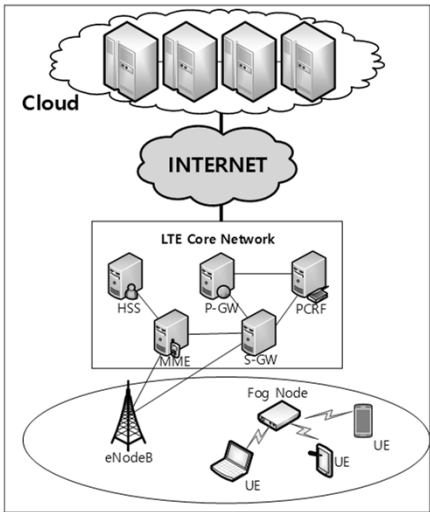 Cloud
INTERNET
LTE Core Network
HSS
P-GW
PCRF
MME
S-GW
Fog Node
eNodeB
UE
UE
UE